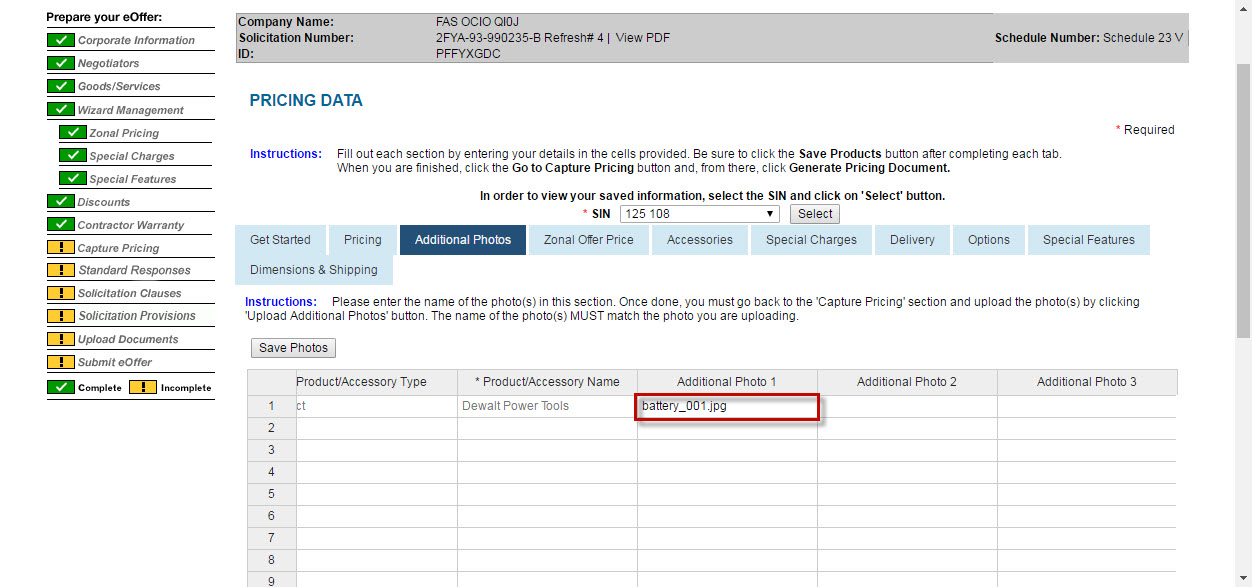 Prepare your eOffer:
Corporate Information
Negotiators
Goods/Services
Wizard Management
Zonal Pricing
Special Charges
Special Features
Discounts
Contractor Warranty
Capture Pricing
Standard Responses
Solicitation Clauses
Solicitation Provisions
Upload Documents
Submit eOffer
Complete Incomplete
Company Name: FAS OCIO QI0J
Solicitation Number: 2FYA-93-990235-B Refresh# 4 | View PDF Schedule Number: Schedule 23 V
ID: PFFYXGDC
PRICING DATA
* Required
Instructions: Fill out each section by entering your details in the cells provided. Be sure to click the Save Products button after completing each tab.
When you are finished, click the Go to Capture Pricing button and, from there, click Generate Pricing Document.
In order to view your saved information, select the SIN and click on 'Select' button.
* SIN 125 108 Select
Get Started Pricing Additional Photos Zonal Offer Price Accessories Special Charges Delivery Options Special Features
Dimensions & Shipping
Instructions: Please enter the name of the photo(s) in this section. Once done, you must go back to the 'Capture Pricing' section and upload the photo(s) by clicking
'Upload Additional Photos' button. The name of the photo(s) MUST match the photo you are uploading.
Save Photos
Product/Accessory Type * Product/Accessory Name Additional Photo 1 Additional Photo 2 Additional Photo 3
1 ct Dewalt Power Tools battery_001.jpg
2
3
4
5
6
7
8
9